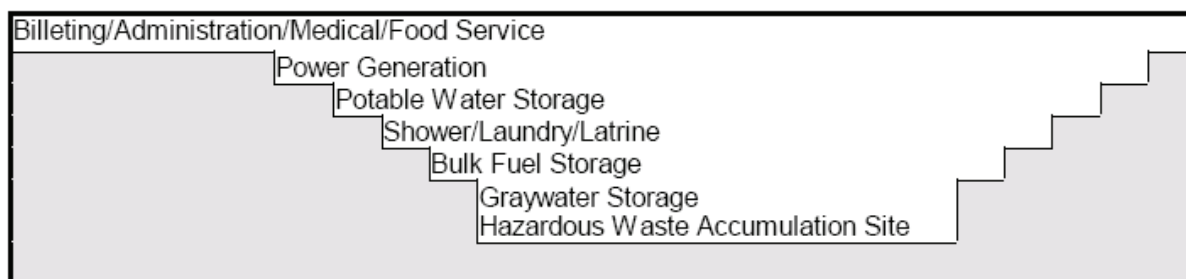 Billeting/Administration/Medical/Food Service
Power Generation
Potable Water Storage
Shower/Laundry/Latrine
Bulk Fuel Storage
Graywater Storage
Hazardous Waste Accumulation Site